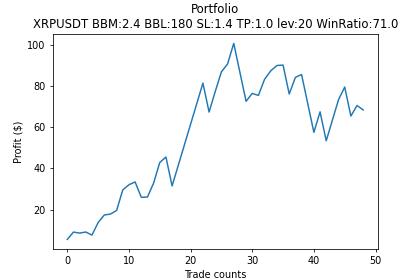 Portfolio
XRPUSDT BBM:2.4 BBL:180 SL:1.4 TP:1.0 lev:20 WinRatio:71.0
100
80
60
40
20
Profit ($)
0 10 20 30 40 50
Trade counts